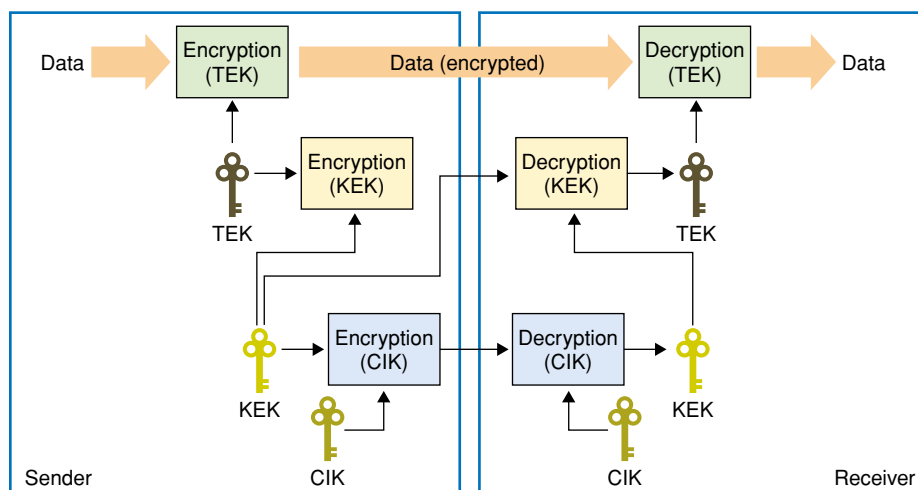 Data
Encryption
(TEK)
Data (encrypted)
Decryption
(TEK)
Data
Encryption
(KEK)
Decryption
(KEK)
TEK
TEK
Encryption
(CIK)
Decryption
(CIK)
KEK
KEK
CIK
CIK
Sender
Receiver